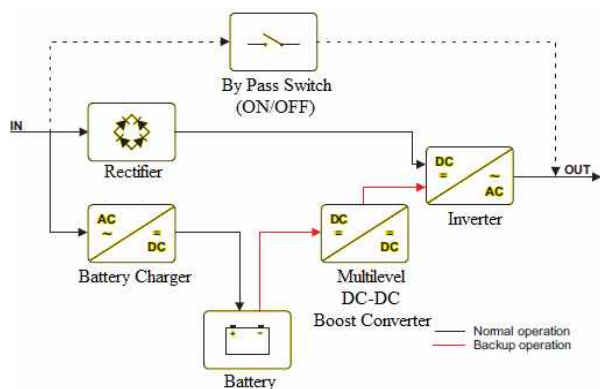 By Pass Switch
(ON/OFF)
IN
Rectifier
DC
=
~
AC
OUT
Inverter
AC
~
=
DC
Battery Charger
DC
=
=
DC
Multilevel
DC-DC
Boost Converter
+ -
Battery
Normal operation
Backup operation